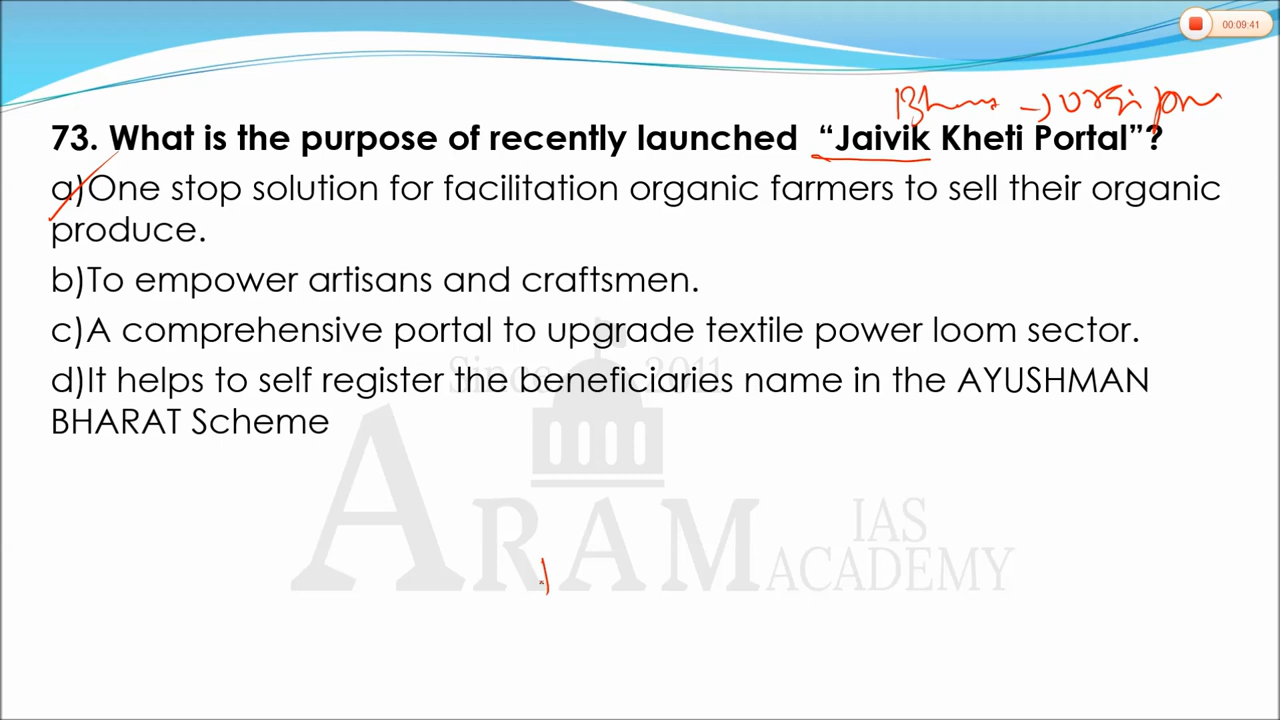 00:09:41
73. What is the purpose of recently launched “Jaivik Kheti Portal”?
a)One stop solution for facilitation organic farmers to sell their organic
produce.
b)To empower artisans and craftsmen.
c)A comprehensive portal to upgrade textile power loom sector.
d)It helps to self register the beneficiaries name in the AYUSHMAN
BHARAT Scheme
Since 2011
ARAM IAS
ACADEMY